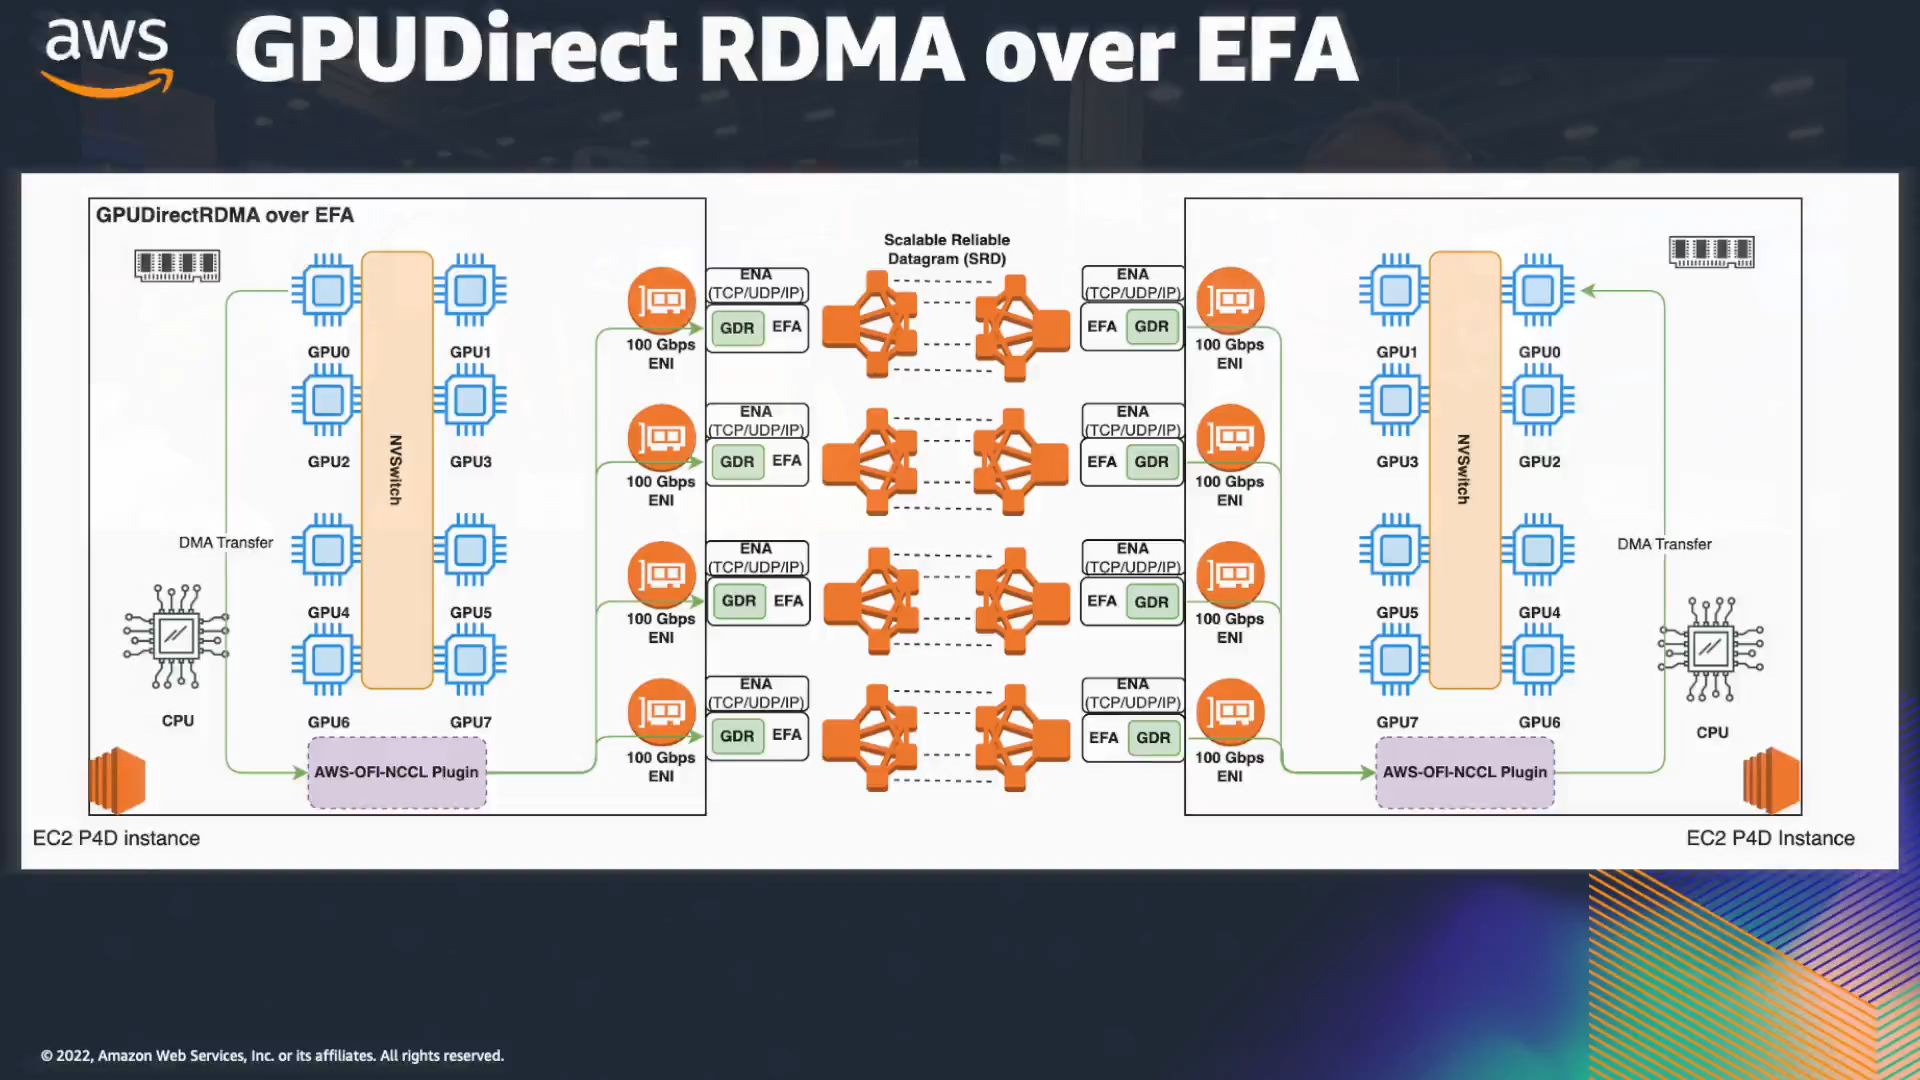 aws
GPUDirect RDMA over EFA
GPUDirectRDMA over EFA
GPU0
GPU1
GPU2
GPU3
NVSwitch
DMA Transfer
GPU4
GPU5
CPU
GPU6
GPU7
AWS-OFI-NCCL Plugin
EC2 P4D instance
100 Gbps
ENI
ENA
(TCP/UDP/IP)
GDR EFA
100 Gbps
ENI
ENA
(TCP/UDP/IP)
GDR EFA
100 Gbps
ENI
ENA
(TCP/UDP/IP)
GDR EFA
100 Gbps
ENI
ENA
(TCP/UDP/IP)
GDR EFA
Scalable Reliable
Datagram (SRD)
ENA
(TCP/UDP/IP)
EFA GDR
100 Gbps
ENI
ENA
(TCP/UDP/IP)
EFA GDR
100 Gbps
ENI
ENA
(TCP/UDP/IP)
EFA GDR
100 Gbps
ENI
ENA
(TCP/UDP/IP)
EFA GDR
100 Gbps
ENI
GPU1
GPU0
GPU3
GPU2
NVSwitch
DMA Transfer
GPU5
GPU4
GPU7
GPU6
CPU
AWS-OFI-NCCL Plugin
EC2 P4D Instance
© 2022, Amazon Web Services, Inc. or its affiliates. All rights reserved.